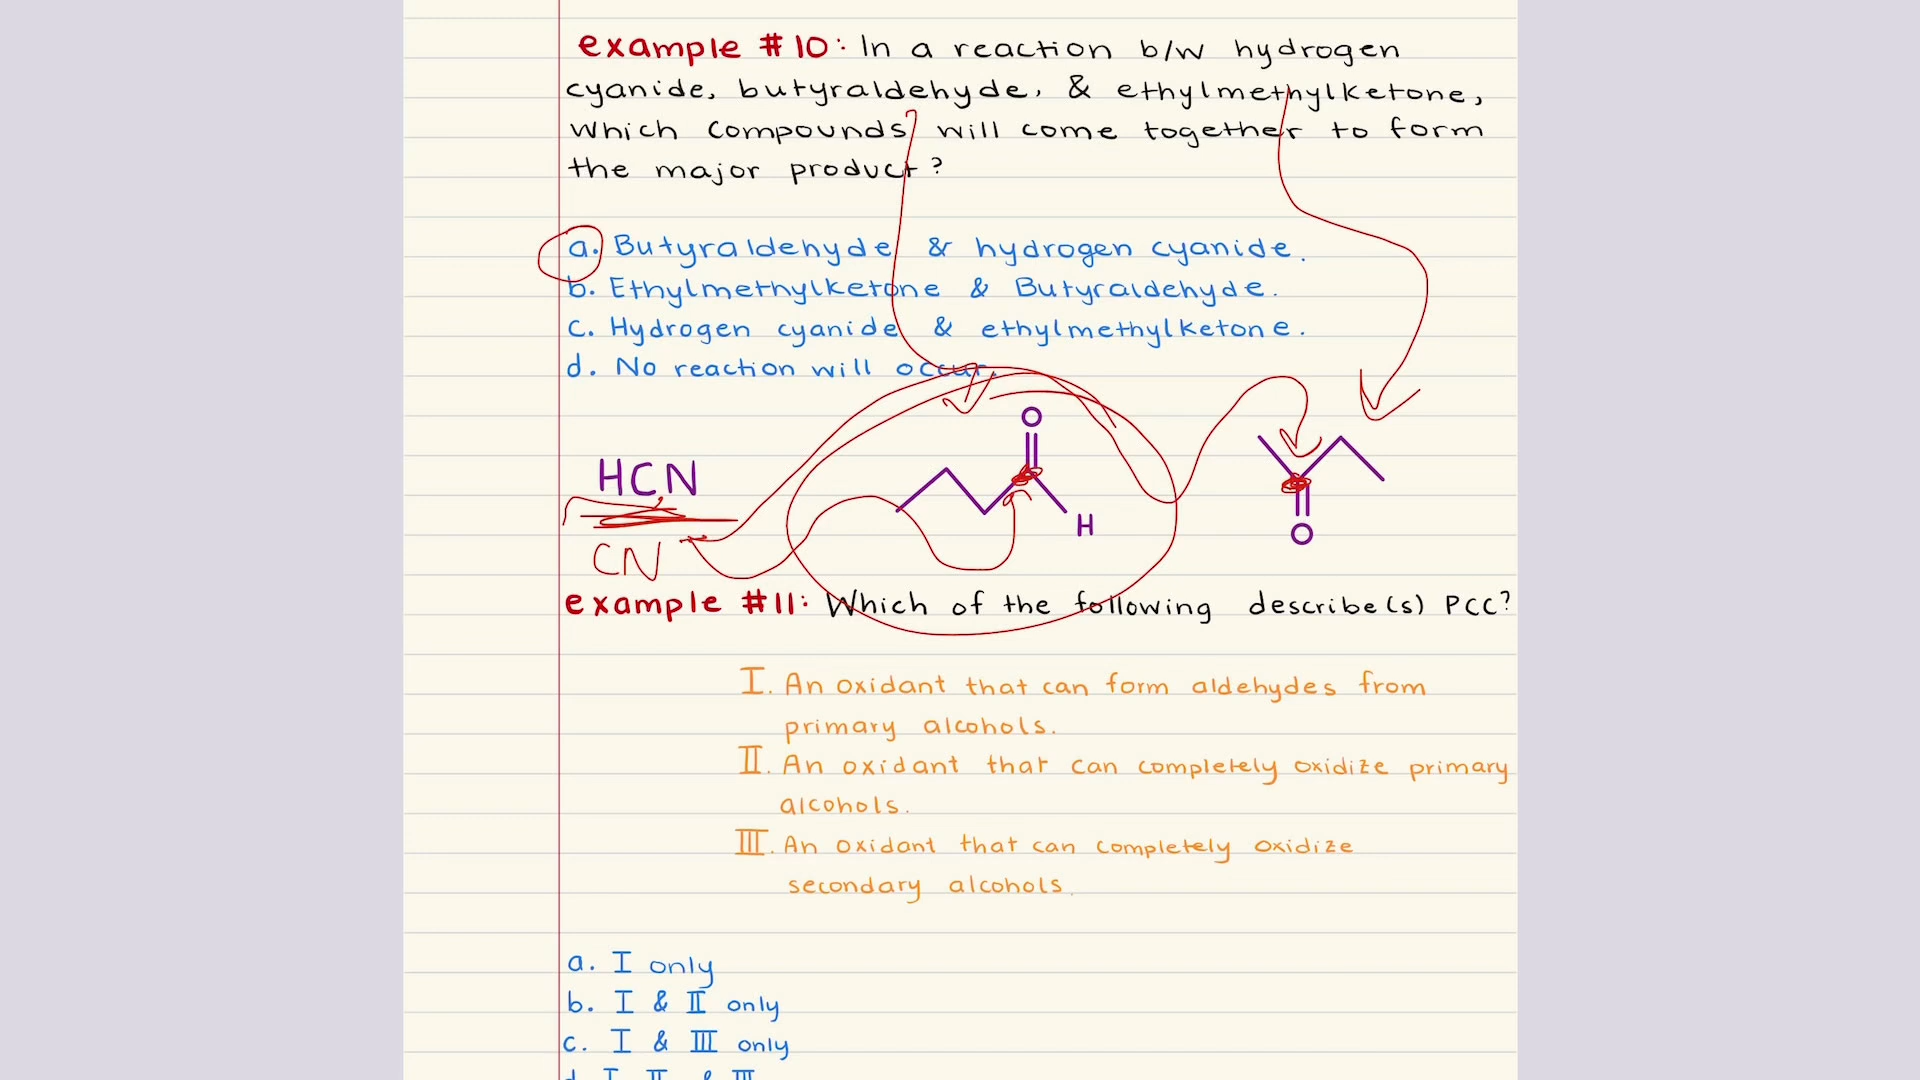 example #10: In a reaction b/w hydrogen
cyanide, butyraldehyde, & ethylmethylketone,
which compounds will come together to form
the major product?
a. Butyraldehyde & hydrogen cyanide.
b. Ethylmethylketone & Butyraldehyde.
c. Hydrogen cyanide & ethylmethylketone.
d. No reaction will occur.
O
HCN
H
O
CN
example #11: Which of the following describe(s) PCC?
I. An oxidant that can form aldehydes from
primary alcohols.
II. An oxidant that can completely oxidize primary
alcohols.
III. An oxidant that can completely oxidize
secondary alcohols.
a. I only
b. I & II only
c. I & III only
d. I, II, & III